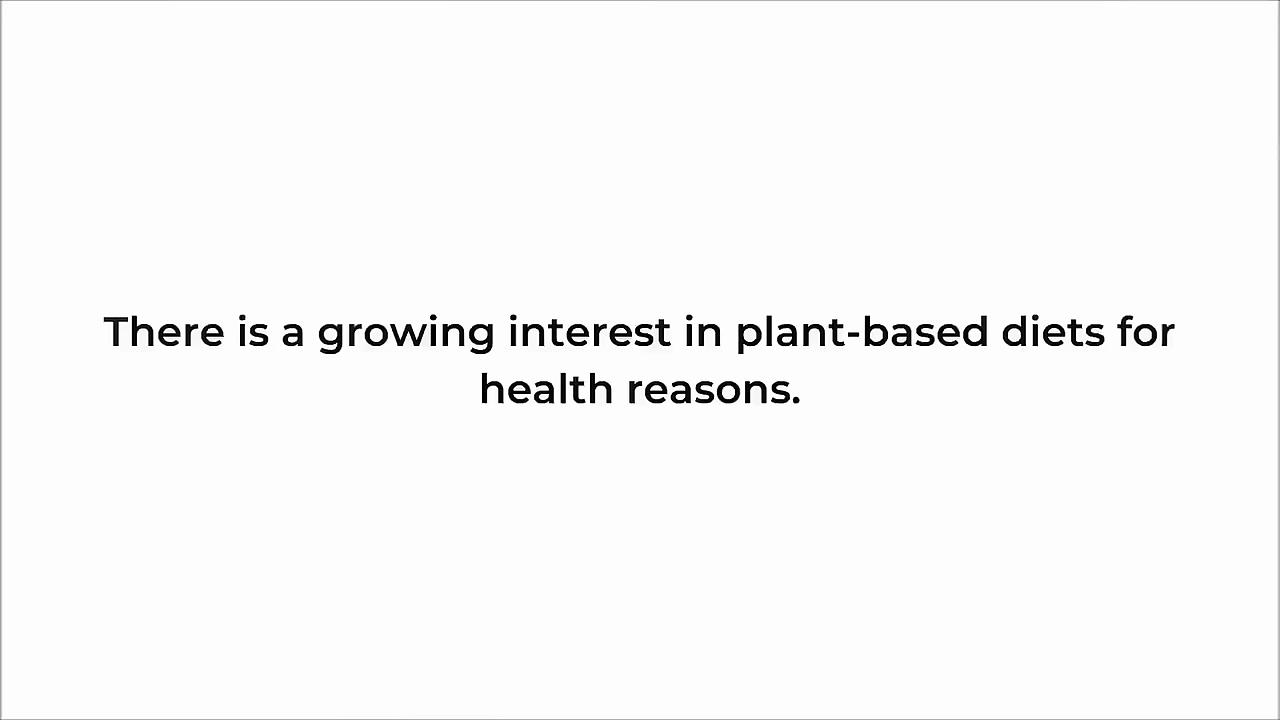 There is a growing interest in plant-based diets for
health reasons.